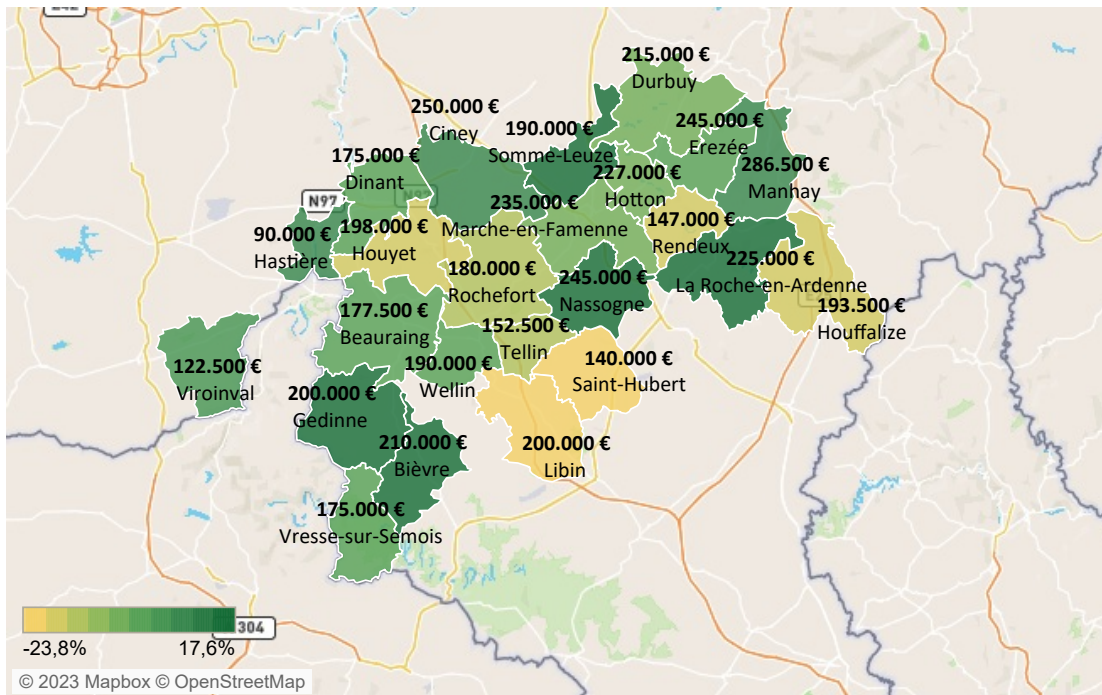 215.000 €
Durbuy
250.000 €
Ciney
190.000 €
Somme-Leuze
245.000 €
Erezée
175.000 €
Dinant
227.000 €
Hotton
286.500 €
Manhay
N97
235.000 €
Marche-en-Famenne
198.000 €
Houyet
147.000 €
Rendeux
90.000 €
Hastière
225.000 €
La Roche-en-Ardenne
180.000 €
Rochefort
245.000 €
Nassogne
193.500 €
Houffalize
177.500 €
Beauraing
152.500 €
Tellin
122.500 €
Viroinval
190.000 €
Wellin
140.000 €
Saint-Hubert
200.000 €
Gedinne
210.000 €
Bièvre
200.000 €
Libin
175.000 €
Vresse-sur-Semois
304
-23,8%
17,6%
© 2023 Mapbox © OpenStreetMap